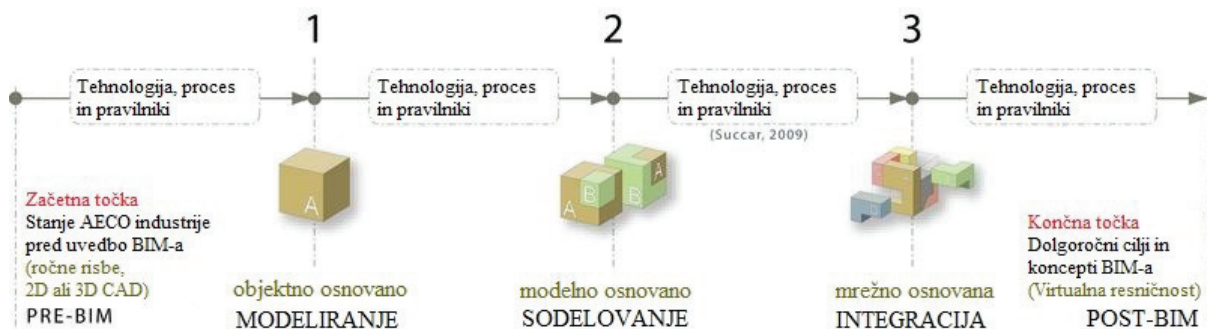 1
2
3
Tehnologija, proces
in pravilniki
Tehnologija, proces
in pravilniki
Tehnologija, proces
in pravilniki
(Succar, 2009)
Tehnologija, proces
in pravilniki
Začetna točka
Stanje AECO industrije
pred uvedbo BIM-a
(ročne risbe,
2D ali 3D CAD)
PRE-BIM
A
objektno osnovano
MODELIRANJE
A B B A
modelno osnovano
SODELOVANJE
mrežno osnovana
INTEGRACIJA
Končna točka
Dolgoročni cilji in
koncepti BIM-a
(Virtualna resničnost)
POST-BIM